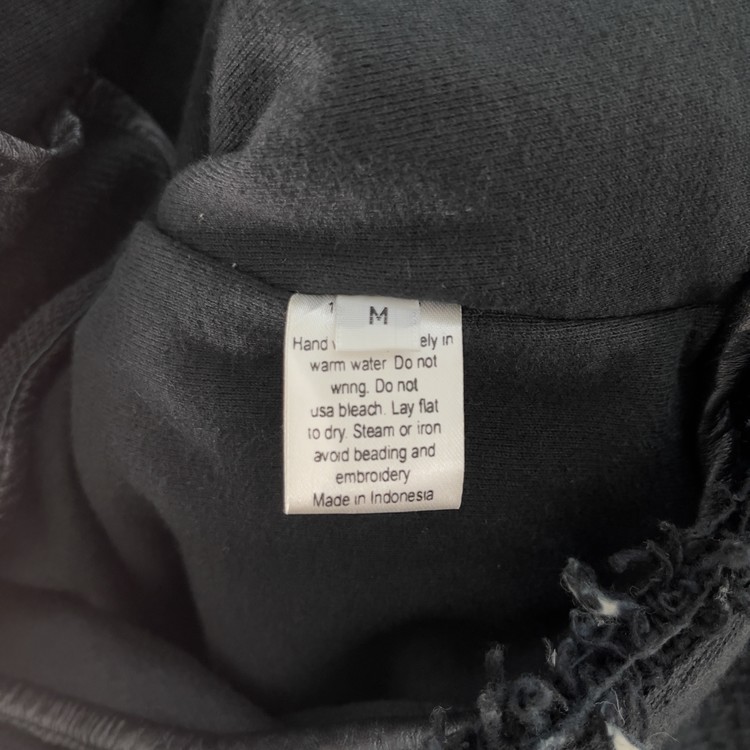 M
Hand
ely in
warm water. Do not
wring. Do not
usa bleach. Lay flat
to dry. Steam or iron
avoid beading and
embroidery
Made in Indonesia